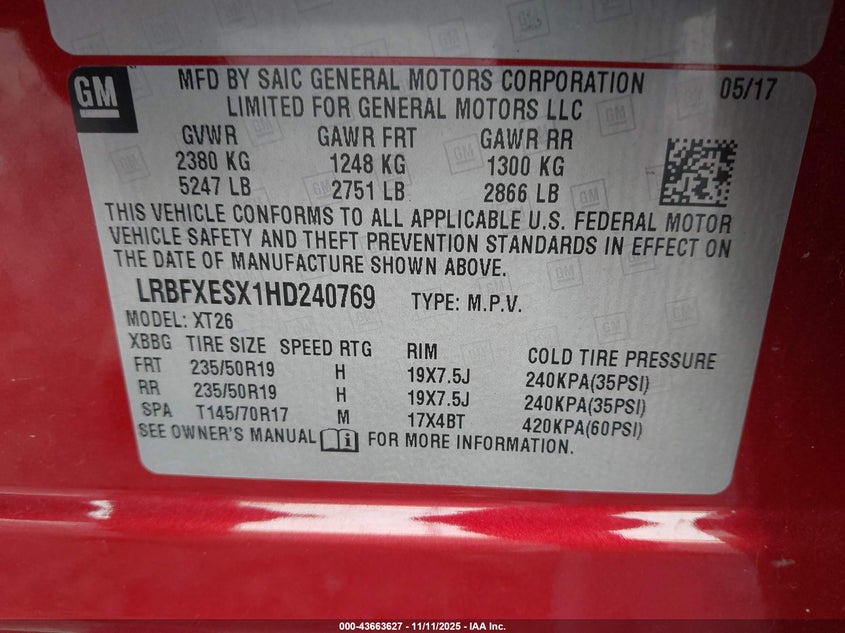 GM
MFD BY SAIC GENERAL MOTORS CORPORATION 05/17
LIMITED FOR GENERAL MOTORS LLC
GVWR GAWR FRT GAWR RR
2380 KG 1248 KG 1300 KG
5247 LB 2751 LB 2866 LB
THIS VEHICLE CONFORMS TO ALL APPLICABLE U.S. FEDERAL MOTOR
VEHICLE SAFETY AND THEFT PREVENTION STANDARDS IN EFFECT ON
THE DATE OF MANUFACTURE SHOWN ABOVE.
LRBFXESX1HD240769 TYPE: M.P.V.
MODEL: XT26
XBBG TIRE SIZE SPEED RTG RIM COLD TIRE PRESSURE
FRT 235/50R19 H 19X7.5J 240KPA(35PSI)
RR 235/50R19 H 19X7.5J 240KPA(35PSI)
SPA T145/70R17 M 17X4BT 420KPA(60PSI)
SEE OWNER'S MANUAL FOR MORE INFORMATION.
000-43663627 - 11/11/2025 - IAA Inc.